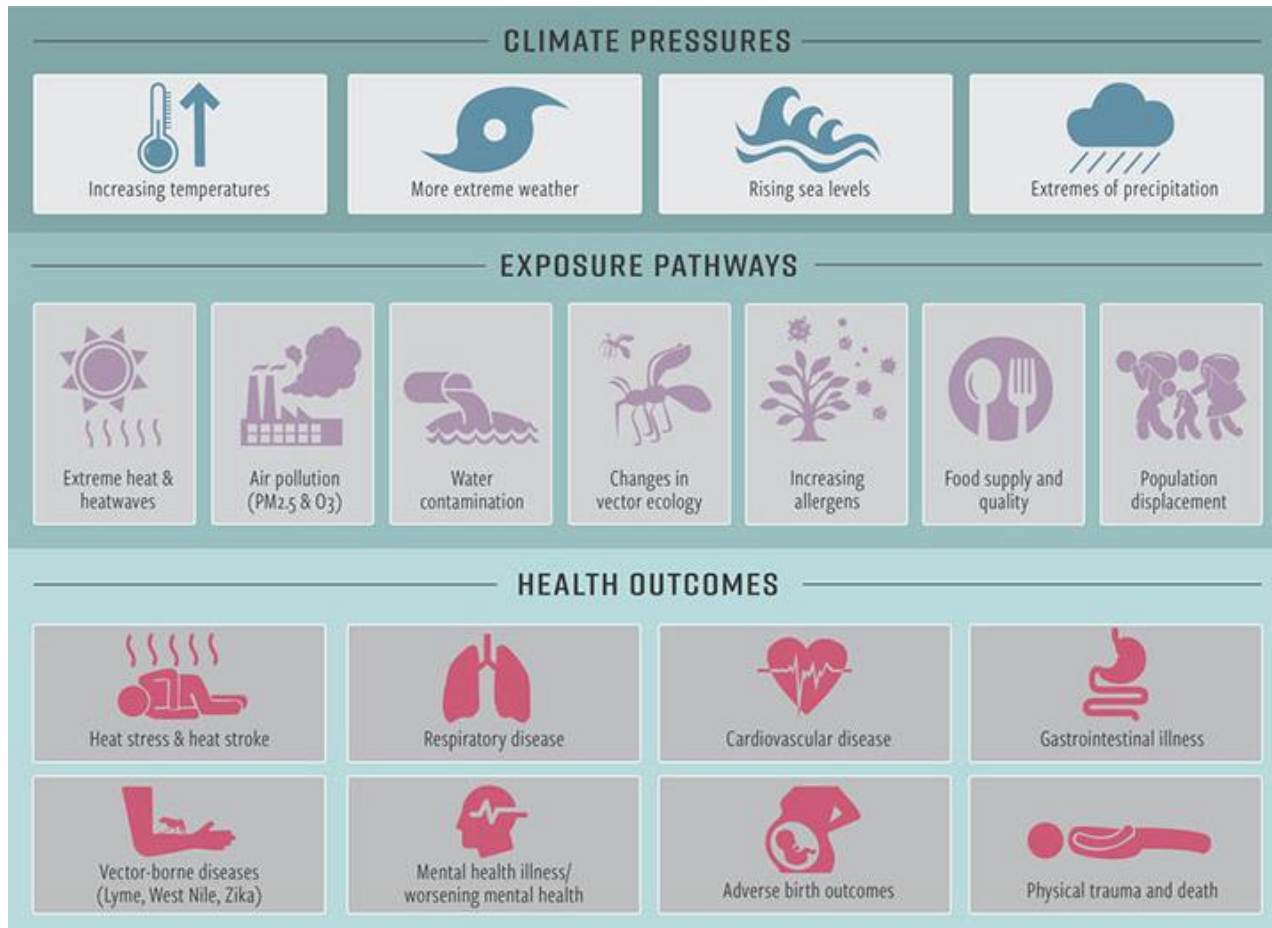 CLIMATE PRESSURES
Increasing temperatures
More extreme weather
Rising sea levels
Extremes of precipitation
EXPOSURE PATHWAYS
Extreme heat &
heatwaves
Air pollution
(PM2.5 & O3)
Water
contamination
Changes in
vector ecology
Increasing
allergens
Food supply and
quality
Population
displacement
HEALTH OUTCOMES
Heat stress & heat stroke
Respiratory disease
Cardiovascular disease
Gastrointestinal illness
Vector-borne diseases
(Lyme, West Nile, Zika)
Mental health illness/
worsening mental health
Adverse birth outcomes
Physical trauma and death